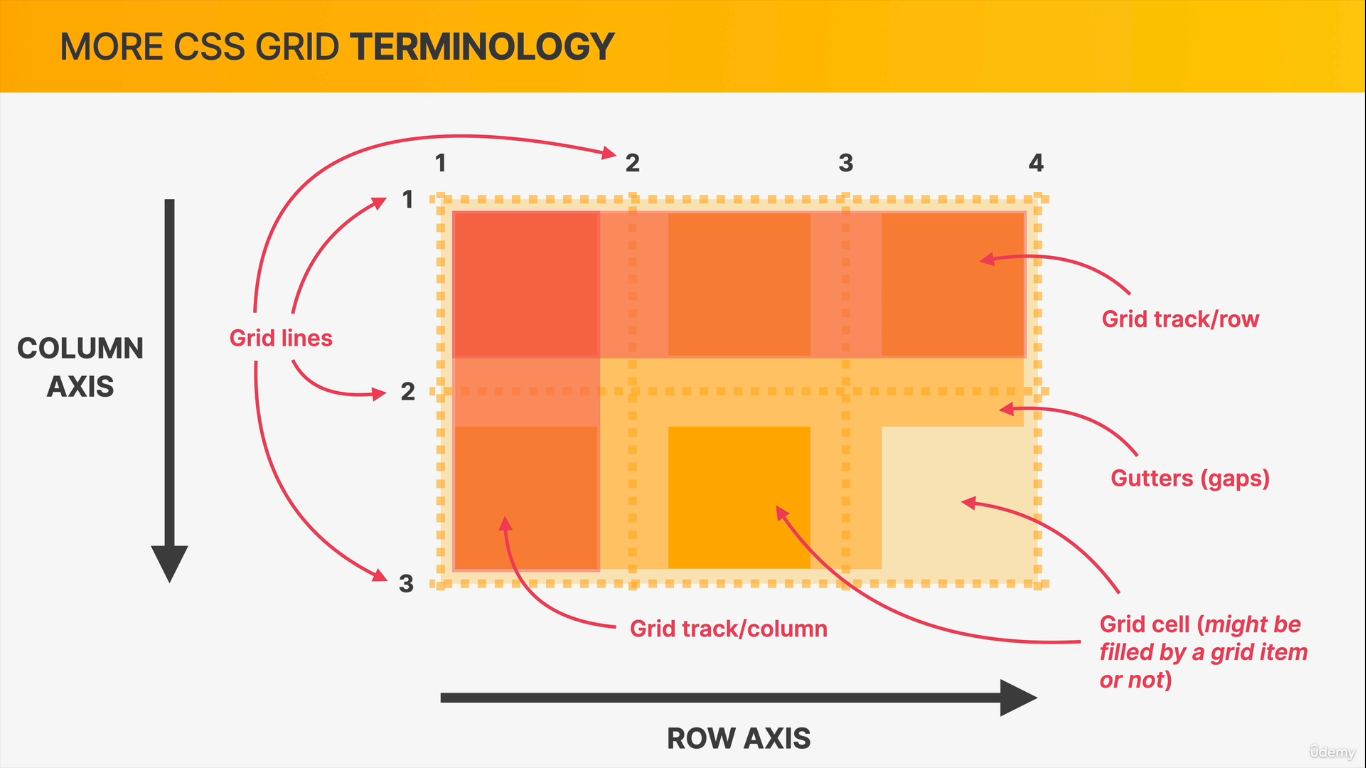 MORE CSS GRID TERMINOLOGY
1 2 3 4
1
Grid track/row
Grid lines
COLUMN
AXIS
2
Gutters (gaps)
3
Grid track/column
Grid cell (might be
filled by a grid item
or not)
ROW AXIS
ûdemy